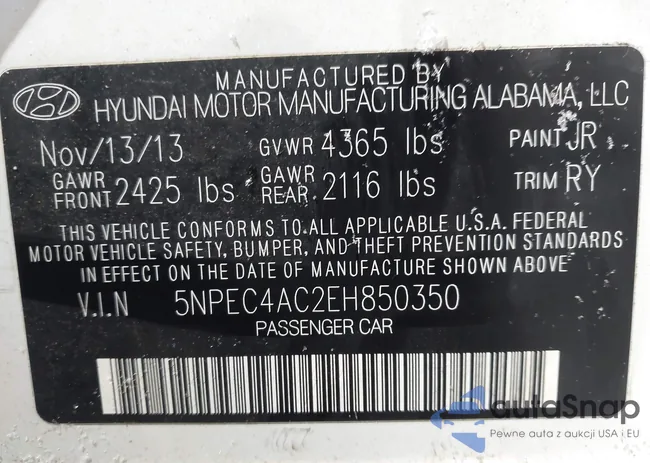 MANUFACTURED BY
HYUNDAI MOTOR MANUFACTURING ALABAMA, LLC
Nov/13/13 GVWR 4365 lbs PAINT JR
GAWR FRONT 2425 lbs GAWR REAR 2116 lbs TRIM RY
THIS VEHICLE CONFORMS TO ALL APPLICABLE U.S.A. FEDERAL
MOTOR VEHICLE SAFETY, BUMPER, AND THEFT PREVENTION STANDARDS
IN EFFECT ON THE DATE OF MANUFACTURE SHOWN ABOVE
V.I.N 5NPEC4AC2EH850350
PASSENGER CAR
autaSnap
Pewne auta z aukcji USA i EU